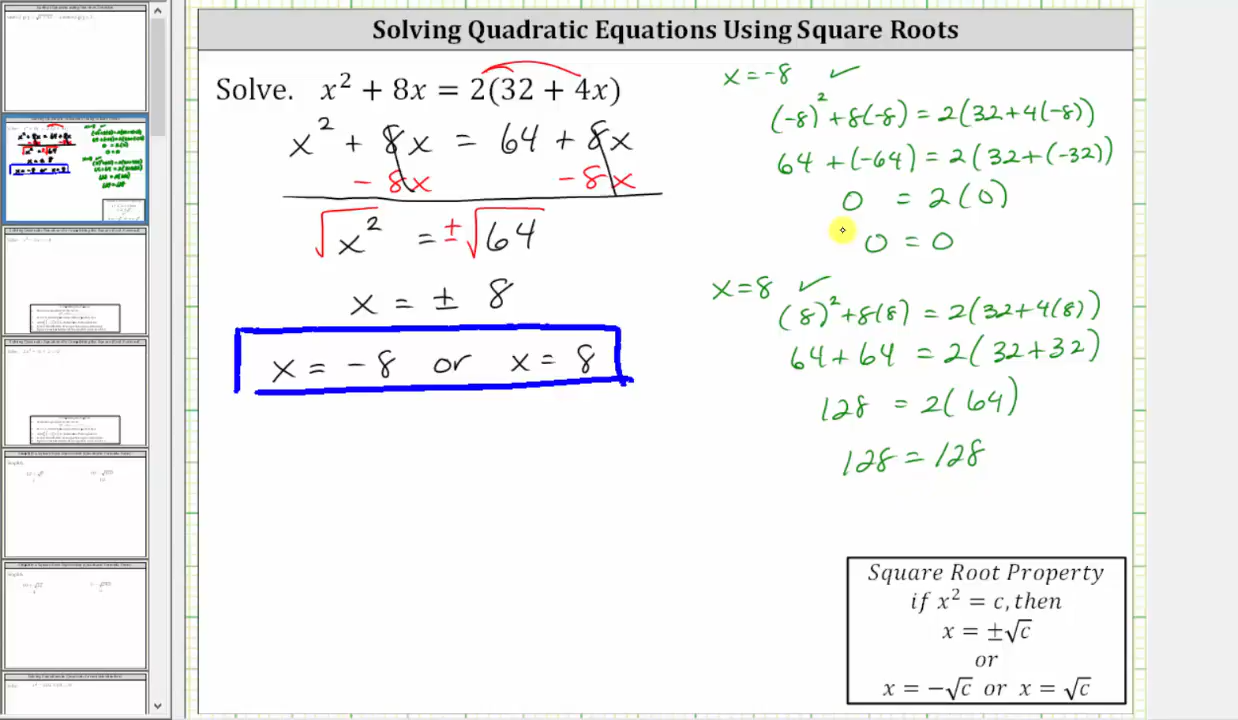 Solving Quadratic Equations Using Square Roots
Solve. x² + 8x = 2(32 + 4x)
x² + 8x = 64 + 8x
- 8x - 8x
√x² = ±√64
x = ± 8
x = -8 or x = 8
x = -8 ✓
(-8)² + 8(-8) = 2(32+4(-8))
64 + (-64) = 2(32+(-32))
0 = 2(0)
0 = 0
x = 8 ✓
(8)² + 8(8) = 2(32+4(8))
64 + 64 = 2(32+32)
128 = 2(64)
128 = 128
Square Root Property
if x² = c, then
x = ±√c
or
x = −√c or x = √c